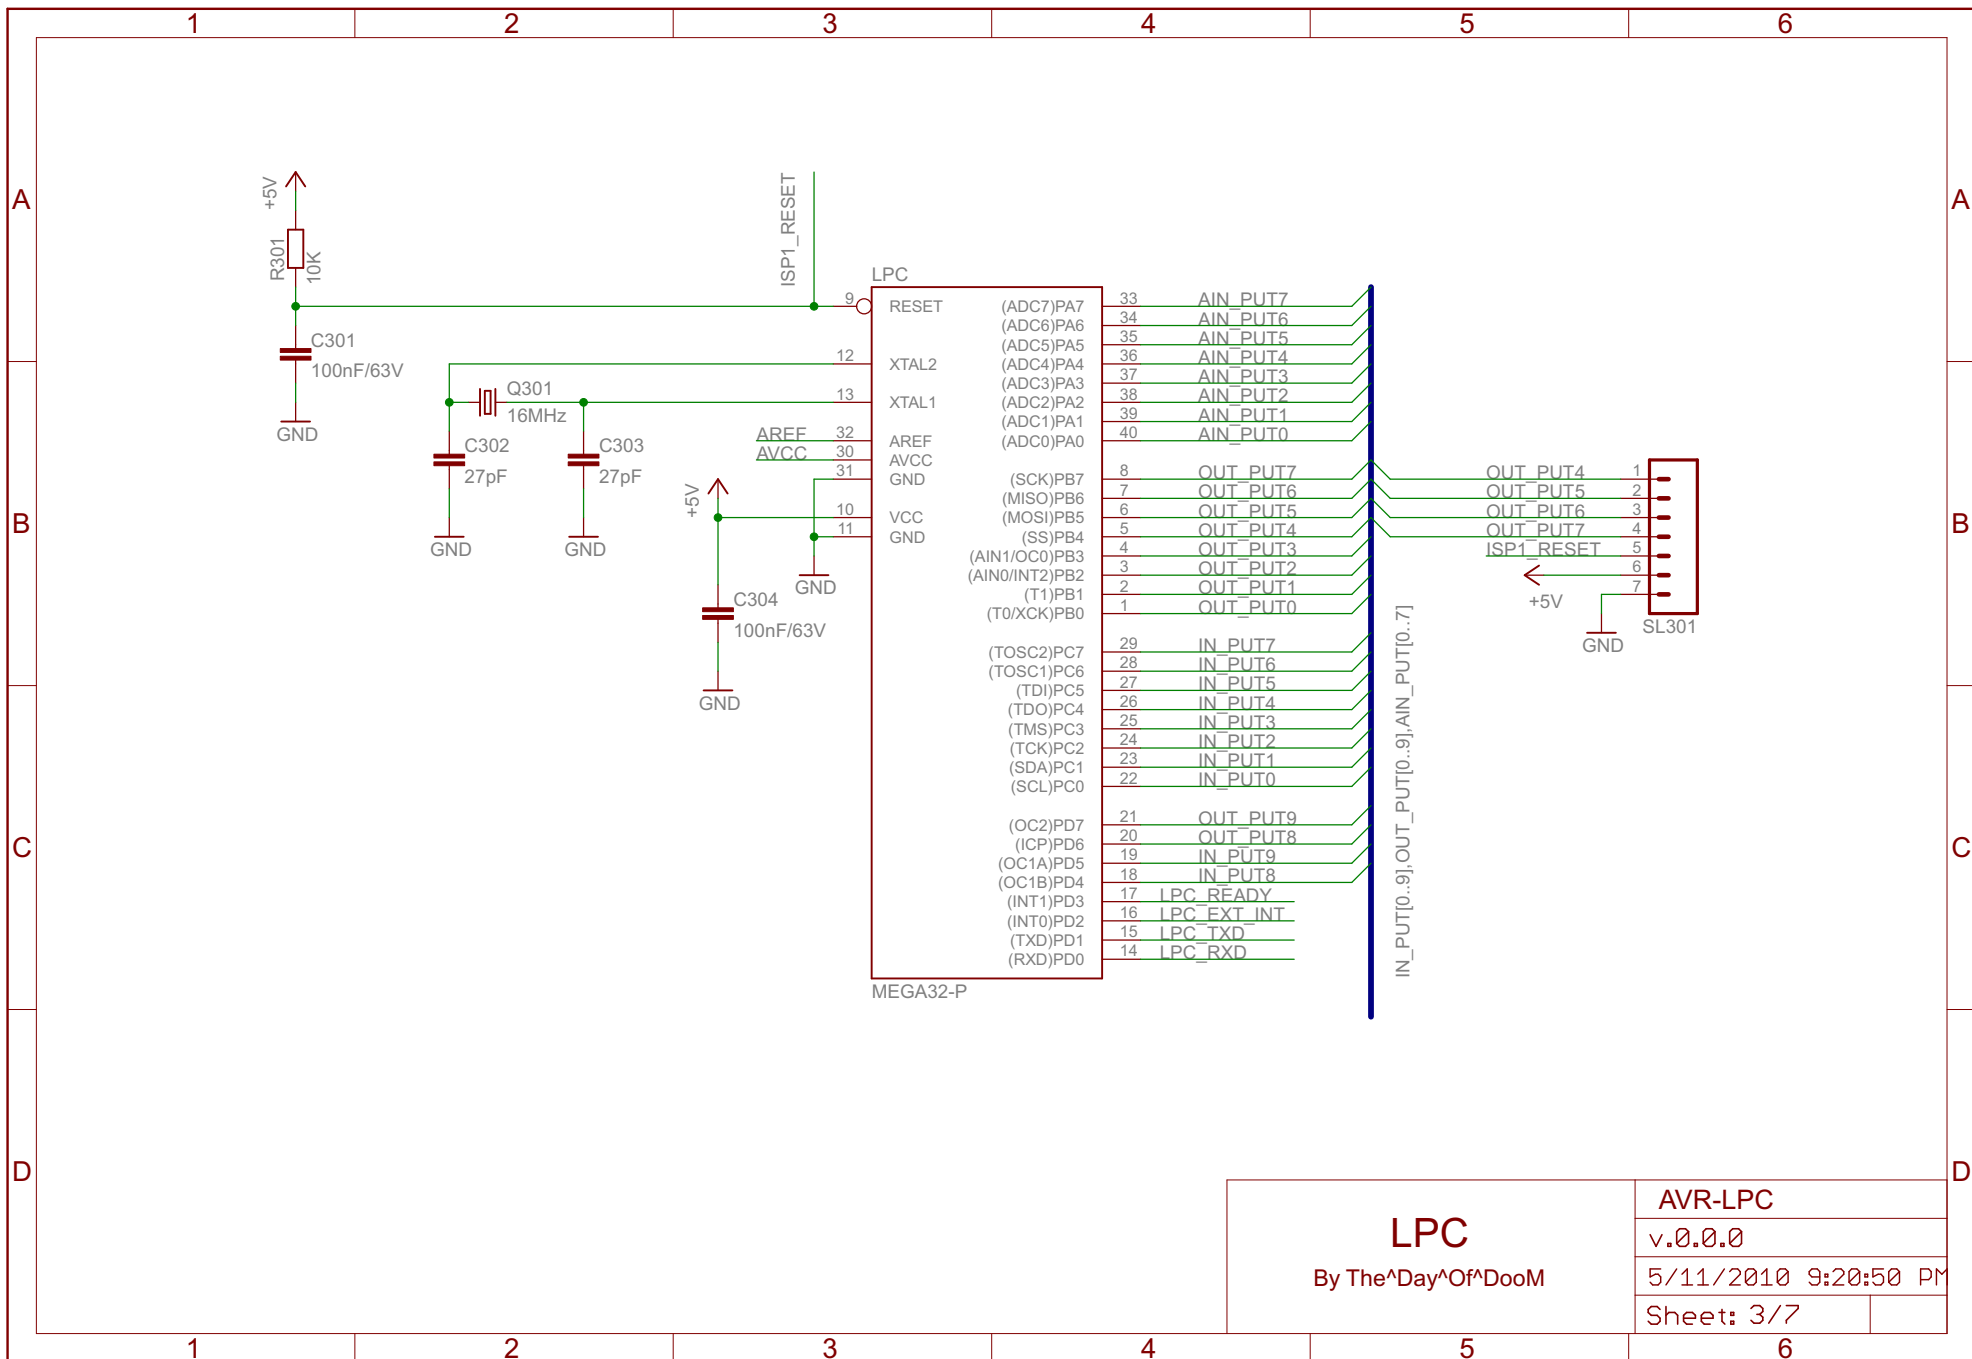 1 2 3 4 5 6
A A
B B
C C
D D
1 2 3 4 5 6
+5V
R301
10K
C301
100nF/63V
GND
Q301
16MHz
C302
27pF
GND
C303
27pF
GND
ISP1_RESET
AREF
AVCC
+5V
C304
100nF/63V
GND
GND
LPC
9 RESET
12 XTAL2
13 XTAL1
32 AREF
30 AVCC
31 GND
10 VCC
11 GND
(ADC7)PA7 33 AIN_PUT7
(ADC6)PA6 34 AIN_PUT6
(ADC5)PA5 35 AIN_PUT5
(ADC4)PA4 36 AIN_PUT4
(ADC3)PA3 37 AIN_PUT3
(ADC2)PA2 38 AIN_PUT2
(ADC1)PA1 39 AIN_PUT1
(ADC0)PA0 40 AIN_PUT0
(SCK)PB7 8 OUT_PUT7
(MISO)PB6 7 OUT_PUT6
(MOSI)PB5 6 OUT_PUT5
(SS)PB4 5 OUT_PUT4
(AIN1/OC0)PB3 4 OUT_PUT3
(AIN0/INT2)PB2 3 OUT_PUT2
(T1)PB1 2 OUT_PUT1
(T0/XCK)PB0 1 OUT_PUT0
(TOSC2)PC7 29 IN_PUT7
(TOSC1)PC6 28 IN_PUT6
(TDI)PC5 27 IN_PUT5
(TDO)PC4 26 IN_PUT4
(TMS)PC3 25 IN_PUT3
(TCK)PC2 24 IN_PUT2
(SDA)PC1 23 IN_PUT1
(SCL)PC0 22 IN_PUT0
(OC2)PD7 21 OUT_PUT9
(ICP)PD6 20 OUT_PUT8
(OC1A)PD5 19 IN_PUT9
(OC1B)PD4 18 IN_PUT8
(INT1)PD3 17 LPC_READY
(INT0)PD2 16 LPC_EXT_INT
(TXD)PD1 15 LPC_TXD
(RXD)PD0 14 LPC_RXD
MEGA32-P
IN_PUT[0..9],OUT_PUT[0..9],AIN_PUT[0..7]
OUT_PUT4 1
OUT_PUT5 2
OUT_PUT6 3
OUT_PUT7 4
ISP1_RESET 5
6
7
+5V
GND
SL301
LPC
By The^Day^Of^DooM
AVR-LPC
v.0.0.0
5/11/2010 9:20:50 PM
Sheet: 3/7